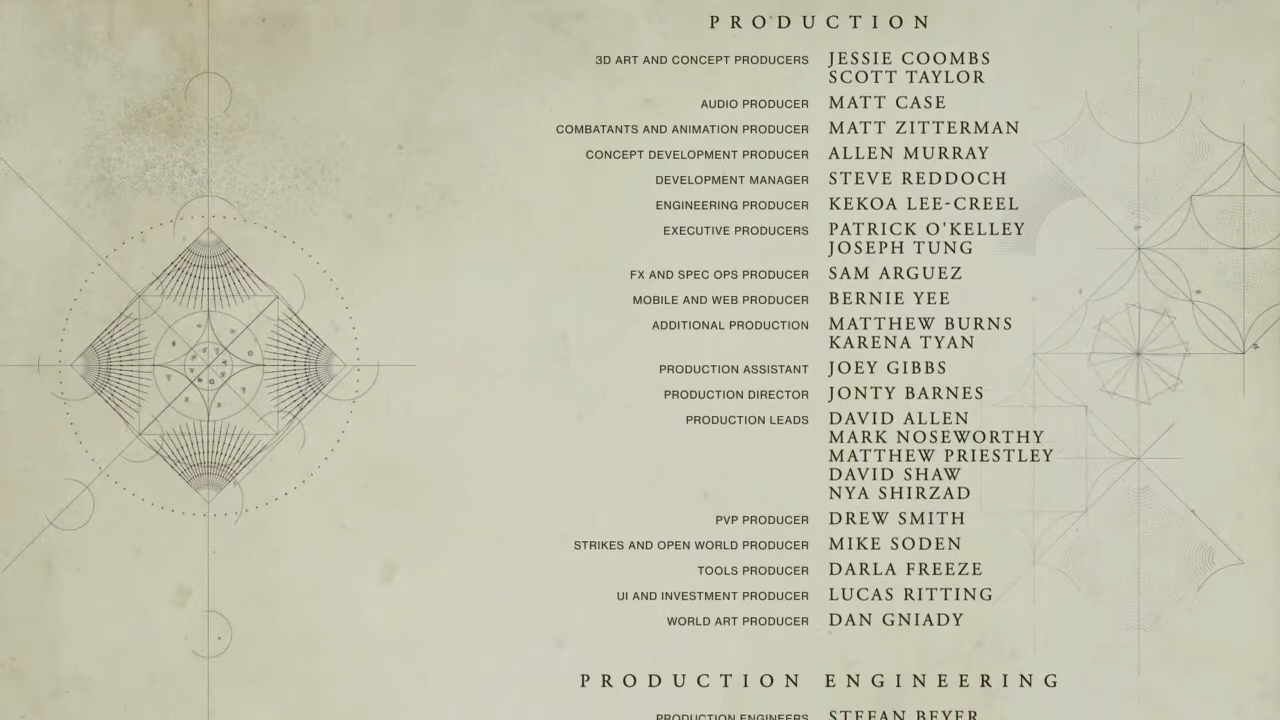 PRODUCTION
3D ART AND CONCEPT PRODUCERS JESSIE COOMBS
SCOTT TAYLOR
AUDIO PRODUCER MATT CASE
COMBATANTS AND ANIMATION PRODUCER MATT ZITTERMAN
CONCEPT DEVELOPMENT PRODUCER ALLEN MURRAY
DEVELOPMENT MANAGER STEVE REDDOCH
ENGINEERING PRODUCER KEKOA LEE-CREEL
EXECUTIVE PRODUCERS PATRICK O'KELLEY
JOSEPH TUNG
FX AND SPEC OPS PRODUCER SAM ARGUEZ
MOBILE AND WEB PRODUCER BERNIE YEE
ADDITIONAL PRODUCTION MATTHEW BURNS
KARENA TYAN
PRODUCTION ASSISTANT JOEY GIBBS
PRODUCTION DIRECTOR JONTY BARNES
PRODUCTION LEADS DAVID ALLEN
MARK NOSEWORTHY
MATTHEW PRIESTLEY
DAVID SHAW
NYA SHIRZAD
PVP PRODUCER DREW SMITH
STRIKES AND OPEN WORLD PRODUCER MIKE SODEN
TOOLS PRODUCER DARLA FREEZE
UI AND INVESTMENT PRODUCER LUCAS RITTING
WORLD ART PRODUCER DAN GNIADY
PRODUCTION ENGINEERING
PRODUCTION ENGINEERS STEFAN BEYER